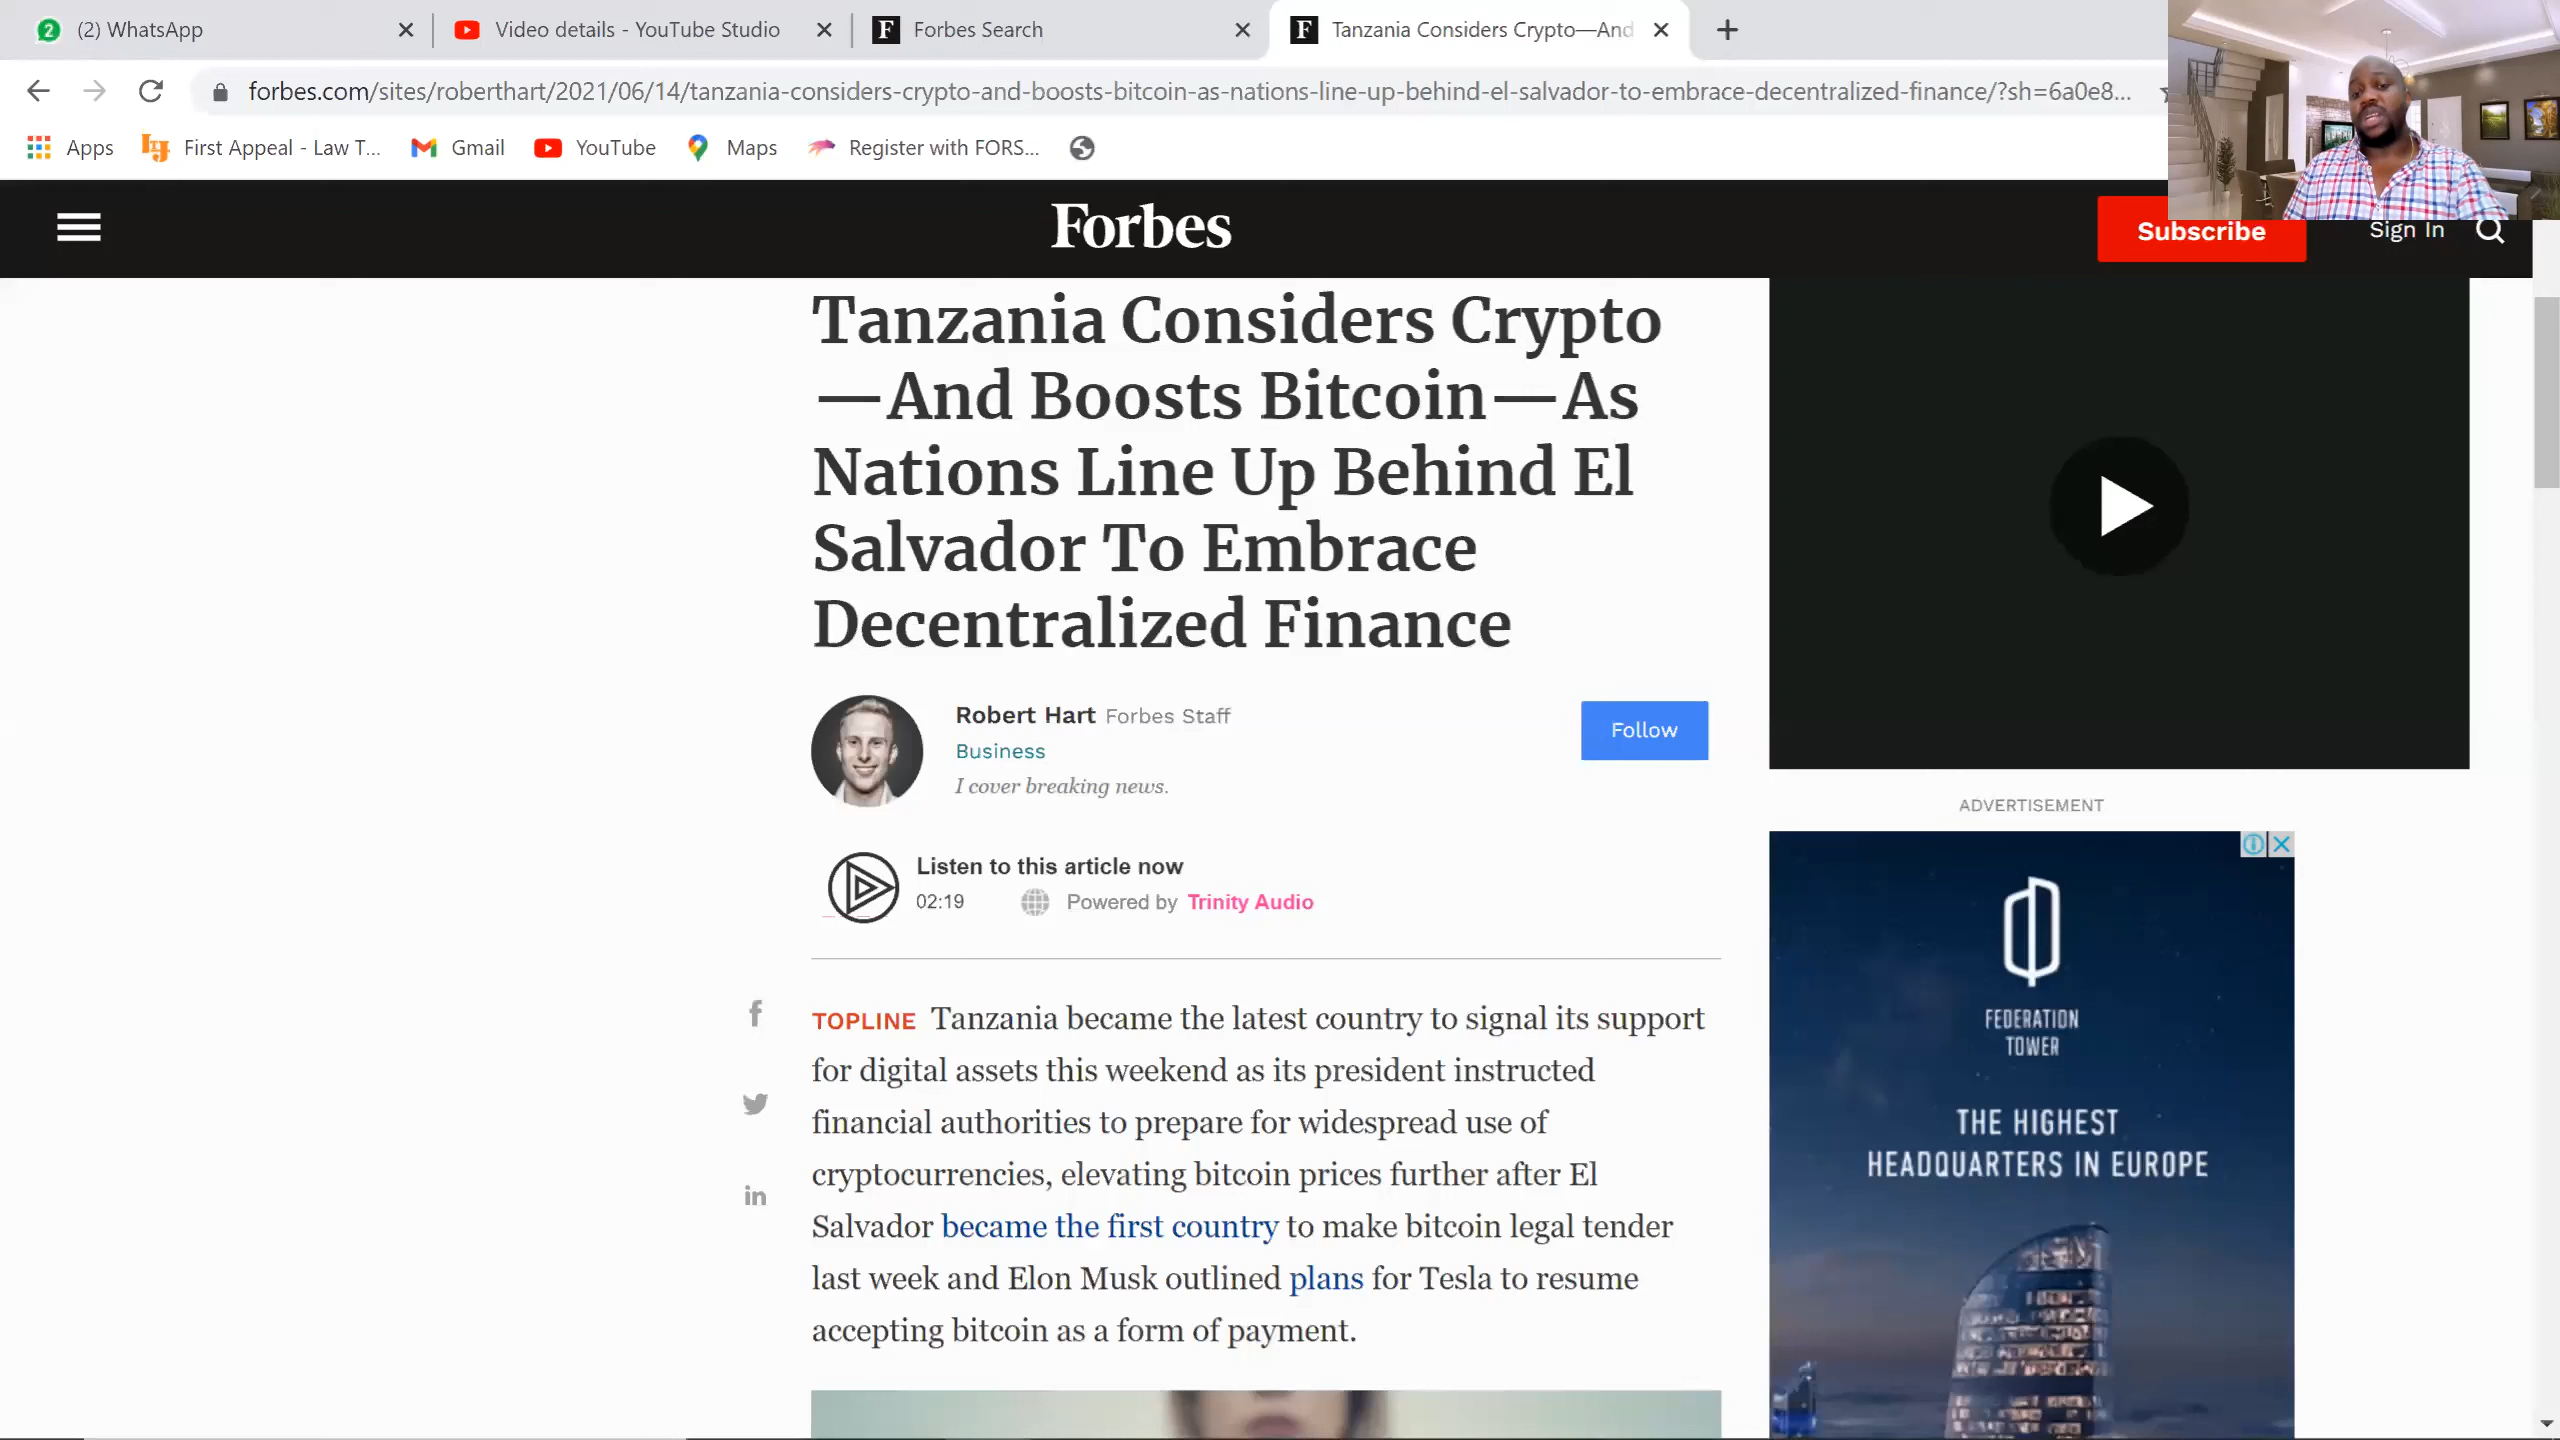 2 (2) WhatsApp
Video details - YouTube Studio
Forbes Search
Tanzania Considers Crypto—And
forbes.com/sites/roberthart/2021/06/14/tanzania-considers-crypto-and-boosts-bitcoin-as-nations-line-up-behind-el-salvador-to-embrace-decentralized-finance/?sh=6a0e8...
Apps
First Appeal - Law T...
Gmail
YouTube
Maps
Register with FORS...
Forbes
Subscribe
Sign In
Tanzania Considers Crypto
—And Boosts Bitcoin—As
Nations Line Up Behind El
Salvador To Embrace
Decentralized Finance
Robert Hart Forbes Staff
Business
I cover breaking news.
Follow
Listen to this article now
02:19 Powered by Trinity Audio
TOPLINE Tanzania became the latest country to signal its support
for digital assets this weekend as its president instructed
financial authorities to prepare for widespread use of
cryptocurrencies, elevating bitcoin prices further after El
Salvador became the first country to make bitcoin legal tender
last week and Elon Musk outlined plans for Tesla to resume
accepting bitcoin as a form of payment.
ADVERTISEMENT
FEDERATION
TOWER
THE HIGHEST
HEADQUARTERS IN EUROPE